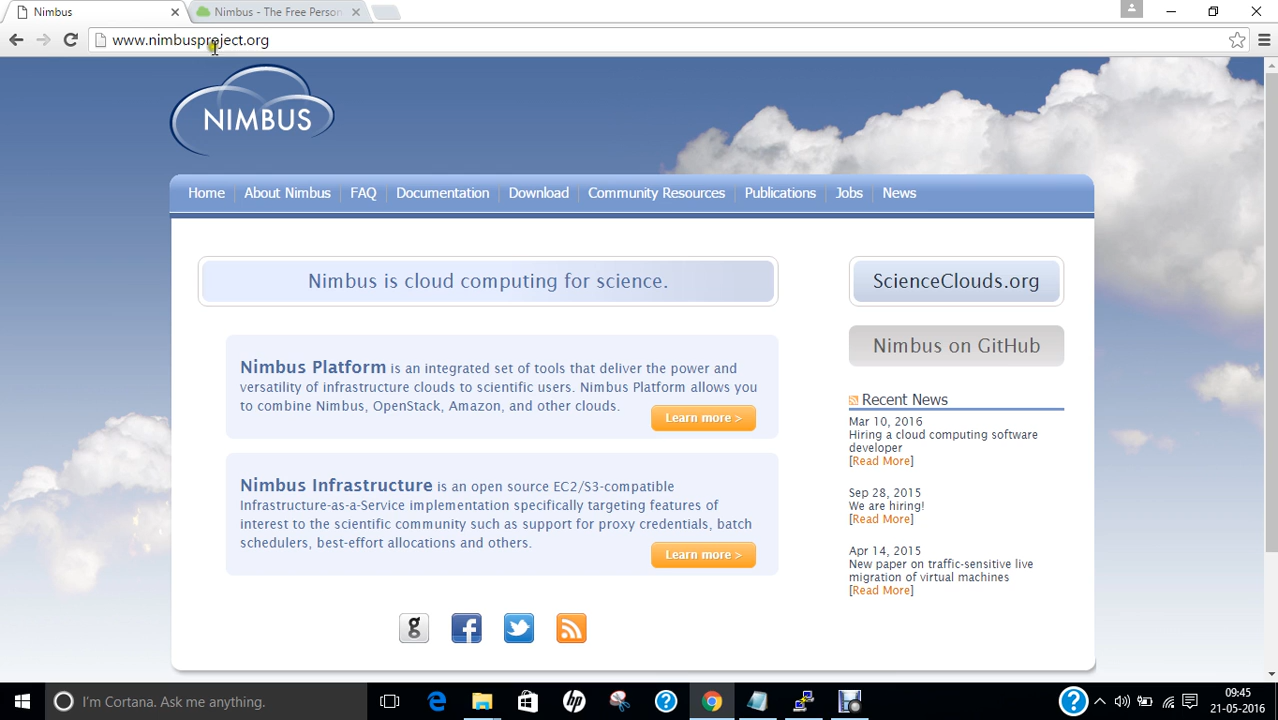 Nimbus
Nimbus - The Free Person
www.nimbusproject.org
NIMBUS
Home About Nimbus FAQ Documentation Download Community Resources Publications Jobs News
Nimbus is cloud computing for science.
Nimbus Platform is an integrated set of tools that deliver the power and
versatility of infrastructure clouds to scientific users. Nimbus Platform allows you
to combine Nimbus, OpenStack, Amazon, and other clouds.
Learn more >
Nimbus Infrastructure is an open source EC2/S3-compatible
Infrastructure-as-a-Service implementation specifically targeting features of
interest to the scientific community such as support for proxy credentials, batch
schedulers, best-effort allocations and others.
Learn more >
ScienceClouds.org
Nimbus on GitHub
Recent News
Mar 10, 2016
Hiring a cloud computing software
developer
[Read More]
Sep 28, 2015
We are hiring!
[Read More]
Apr 14, 2015
New paper on traffic-sensitive live
migration of virtual machines
[Read More]
I'm Cortana. Ask me anything.
09:45
21-05-2016